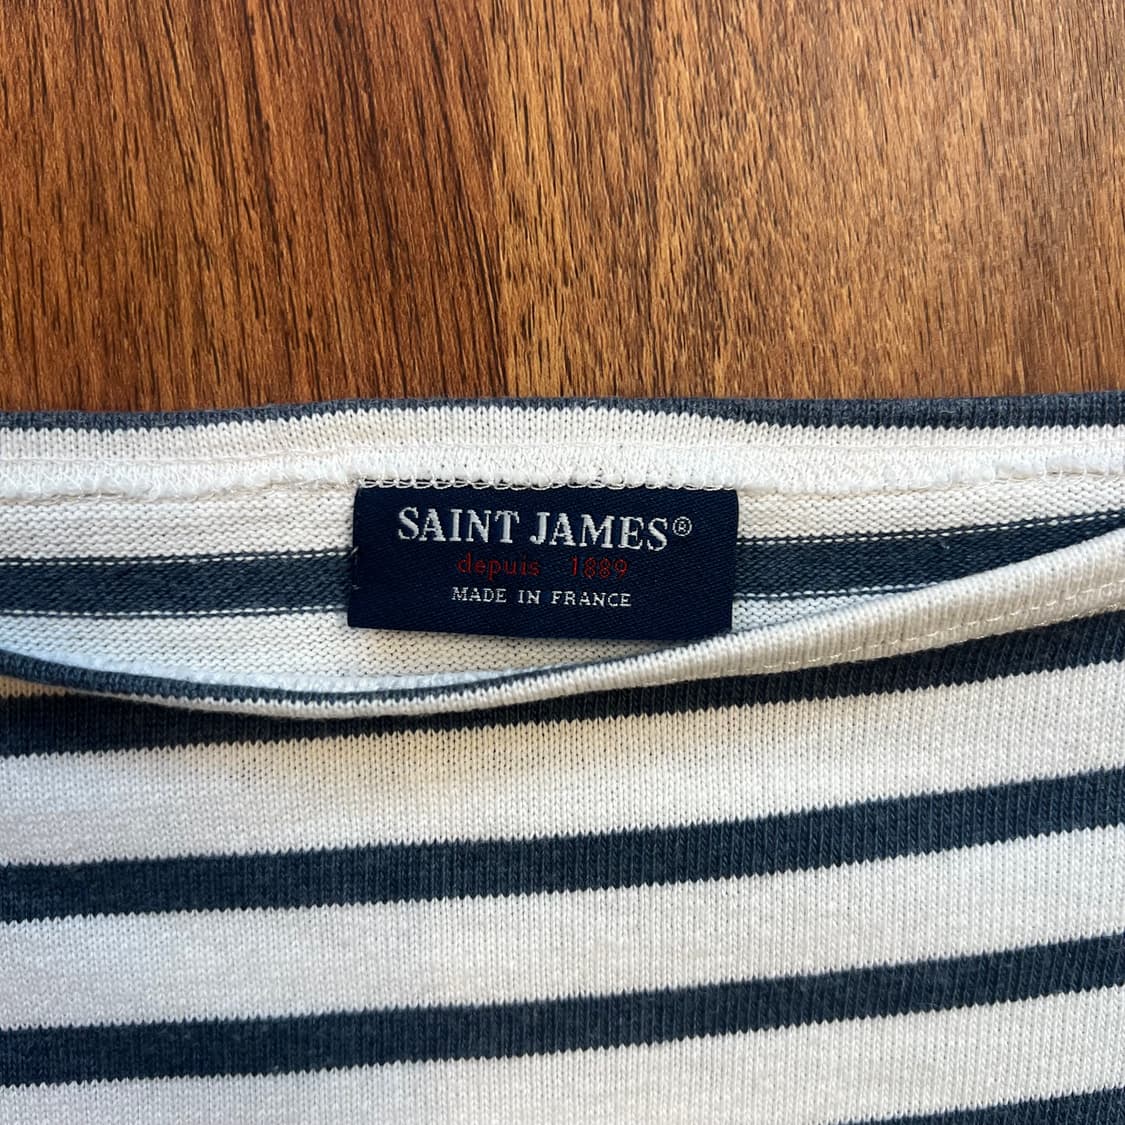 SAINT JAMES®
depuis 1889
MADE IN FRANCE